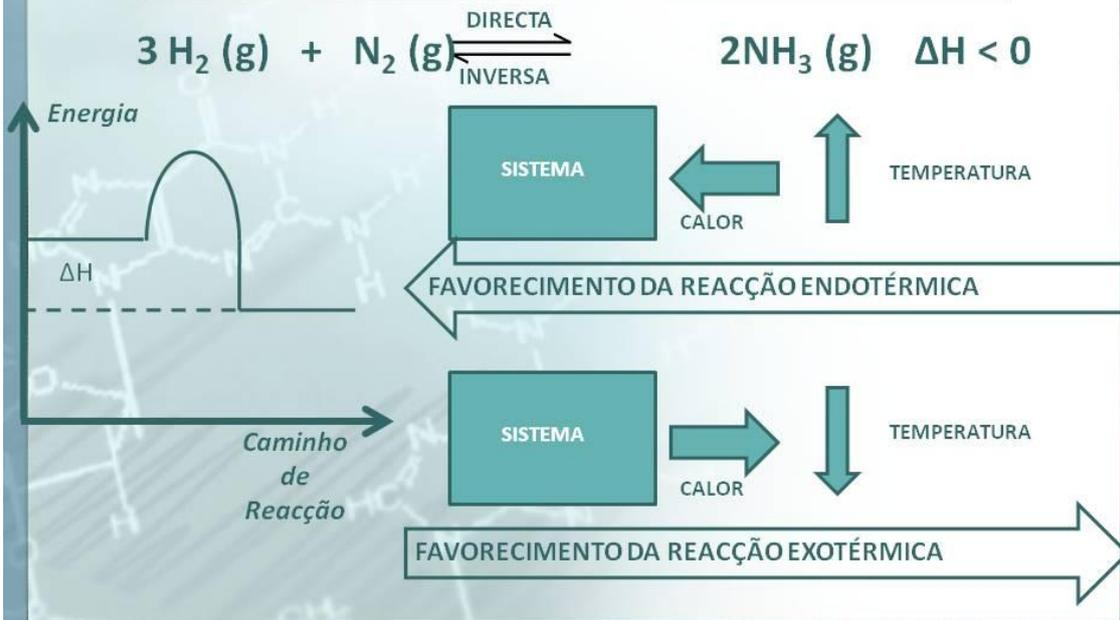 DIRECTA
3 H₂ (g) + N₂ (g) 2NH₃ (g) ΔH < 0
INVERSA
Energia
SISTEMA
TEMPERATURA
CALOR
ΔH
FAVORECIMENTO DA REACÇÃO ENDOTÉRMICA
SISTEMA
TEMPERATURA
Caminho
de
Reacção
CALOR
FAVORECIMENTO DA REACÇÃO EXOTÉRMICA